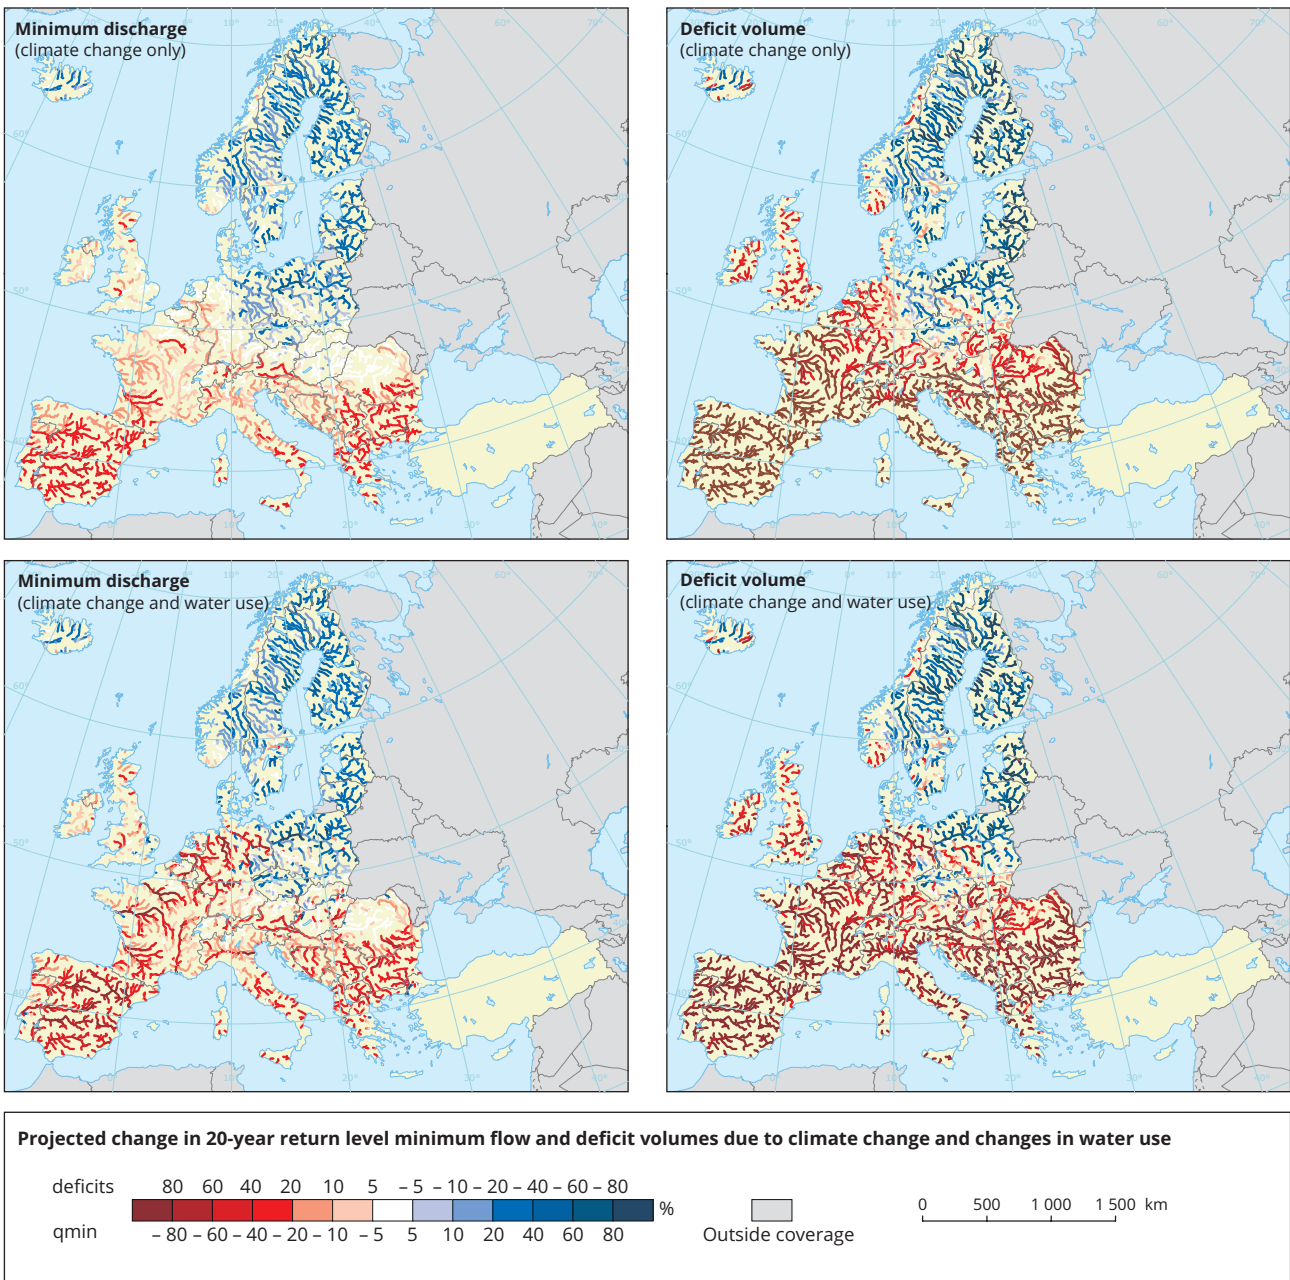 Minimum discharge
(climate change only)
Deficit volume
(climate change only)
Minimum discharge
(climate change and water use)
Deficit volume
(climate change and water use)
Projected change in 20-year return level minimum flow and deficit volumes due to climate change and changes in water use
deficits 80 60 40 20 10 5 – 5 – 10 – 20 – 40 – 60 – 80
%
qmin – 80 – 60 – 40 – 20 – 10 – 5 5 10 20 40 60 80
Outside coverage
0 500 1 000 1 500 km